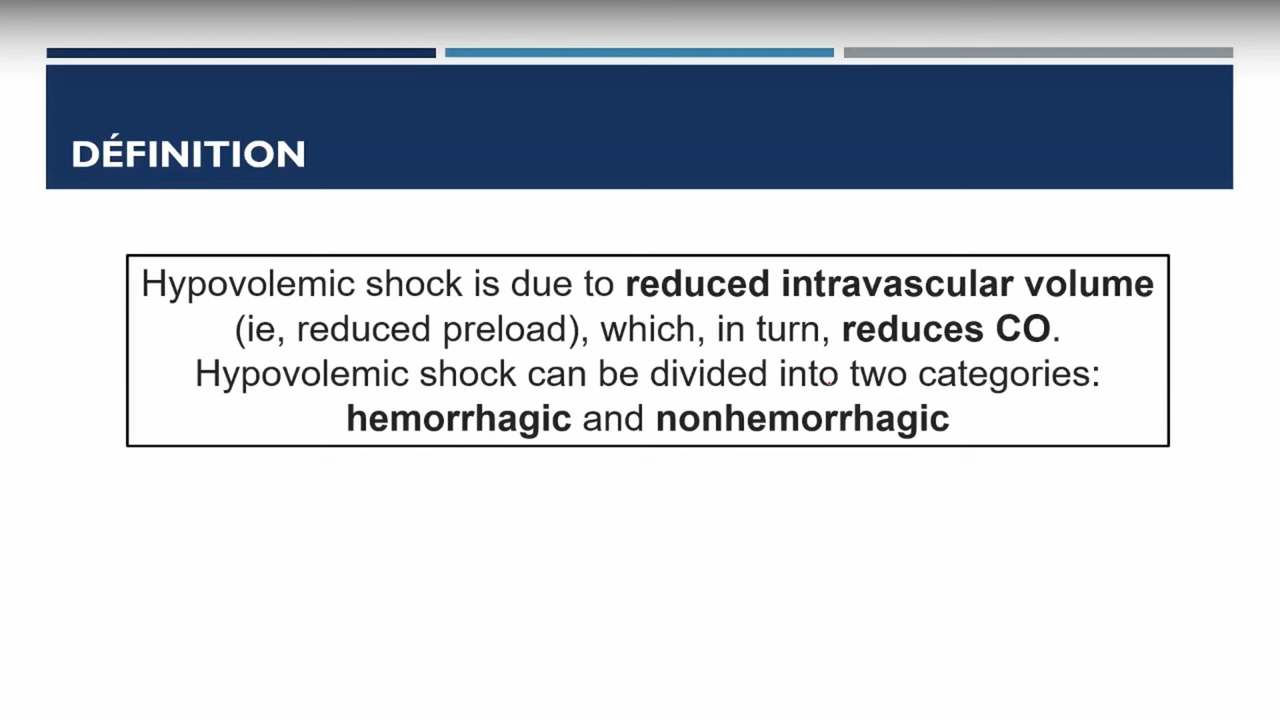 DÉFINITION
Hypovolemic shock is due to reduced intravascular volume
(ie, reduced preload), which, in turn, reduces CO.
Hypovolemic shock can be divided into two categories:
hemorrhagic and nonhemorrhagic